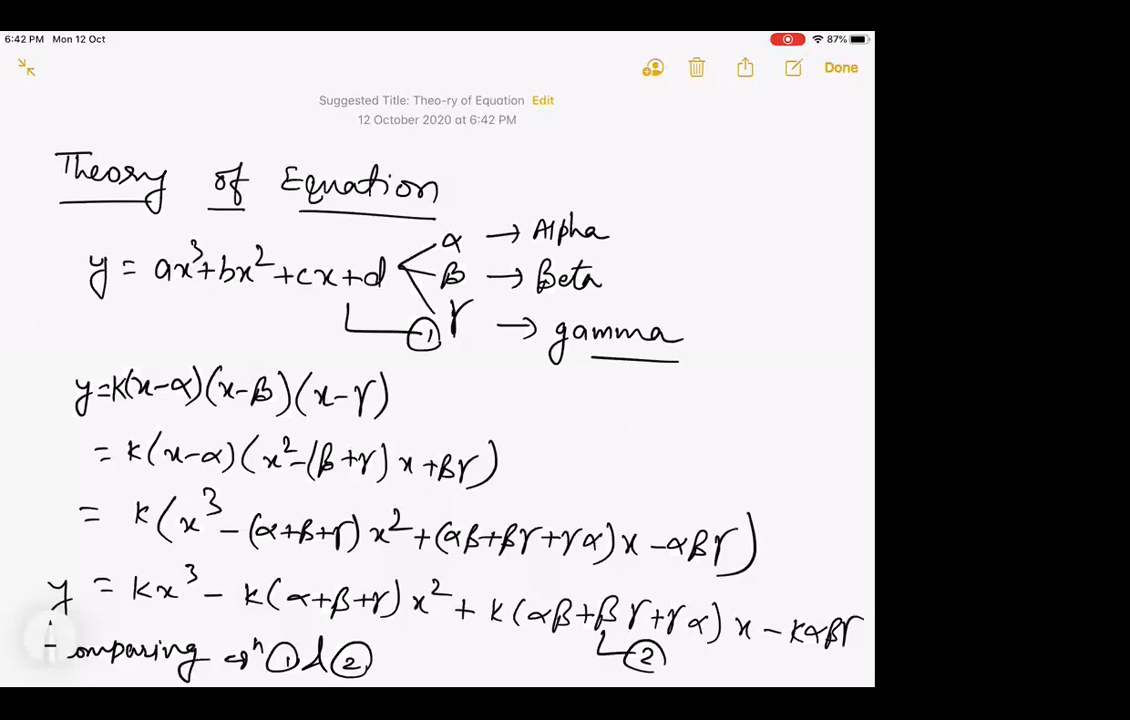 6:42 PM Mon 12 Oct 87%
Done
Suggested Title: Theo-ry of Equation Edit
12 October 2020 at 6:42 PM
Theory of Equation
y = ax³+bx²+cx+d α → Alpha
β → Beta
① γ → gamma
y=k(x-α)(x-β)(x-γ)
= k(x-α)(x²-(β+γ)x+βγ)
= k(x³-(α+β+γ)x²+(αβ+βγ+γα)x-αβγ)
y = kx³-k(α+β+γ)x²+k(αβ+βγ+γα)x-kαβγ
②
omparing eqⁿ ① & ②